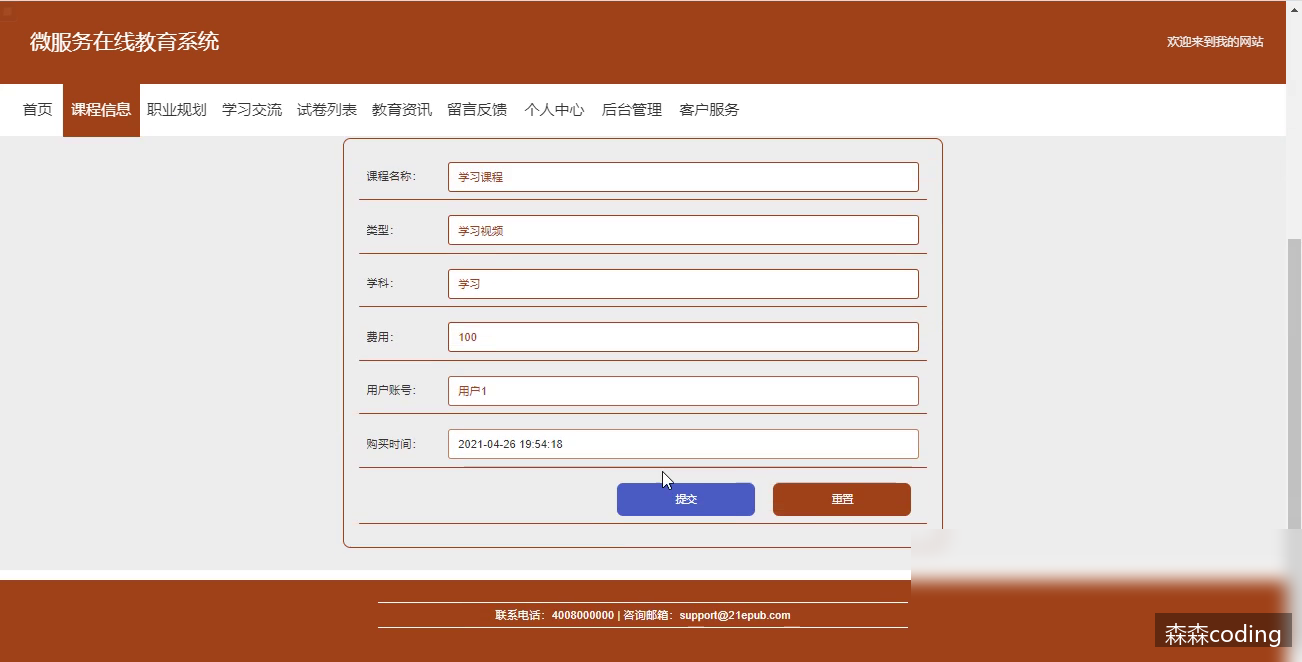 微服务在线教育系统
欢迎来到我的网站
首页 课程信息 职业规划 学习交流 试卷列表 教育资讯 留言反馈 个人中心 后台管理 客户服务
课程名称： 学习课程
类型： 学习视频
学科： 学习
费用： 100
用户账号： 用户1
购买时间： 2021-04-26 19:54:18
提交 重置
联系电话：4008000000 | 咨询邮箱：support@21epub.com
森森coding